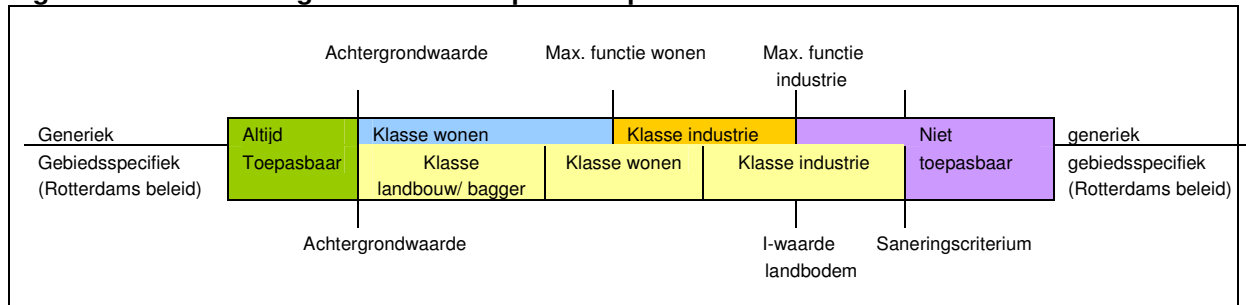 Achtergrondwaarde Max. functie wonen Max. functie
industrie
Generiek Altijd Klasse wonen Klasse industrie Niet generiek
Gebiedsspecifiek Toepasbaar Klasse Klasse wonen Klasse industrie toepasbaar gebiedsspecifiek
(Rotterdams beleid) landbouw/ bagger (Rotterdams beleid)
Achtergrondwaarde I-waarde Saneringscriterium
landbodem